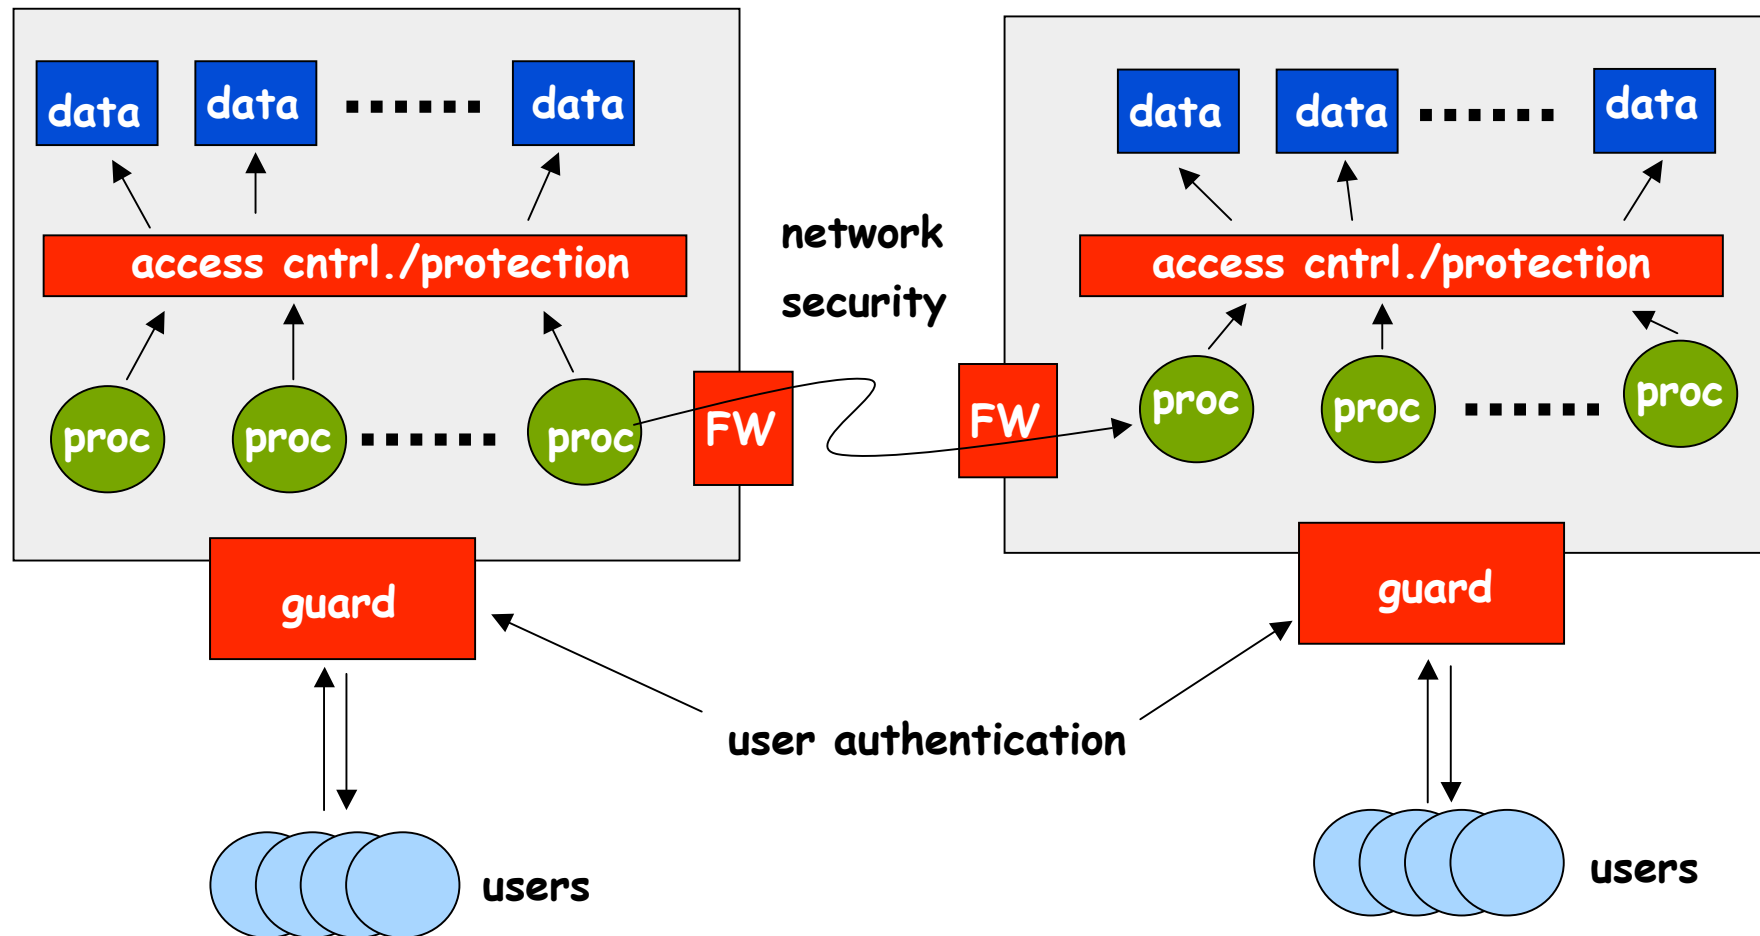 data
data
data
access cntrl./protection
proc
proc
proc
FW
guard
users
network
security
user authentication
data
data
data
access cntrl./protection
FW
proc
proc
proc
guard
users